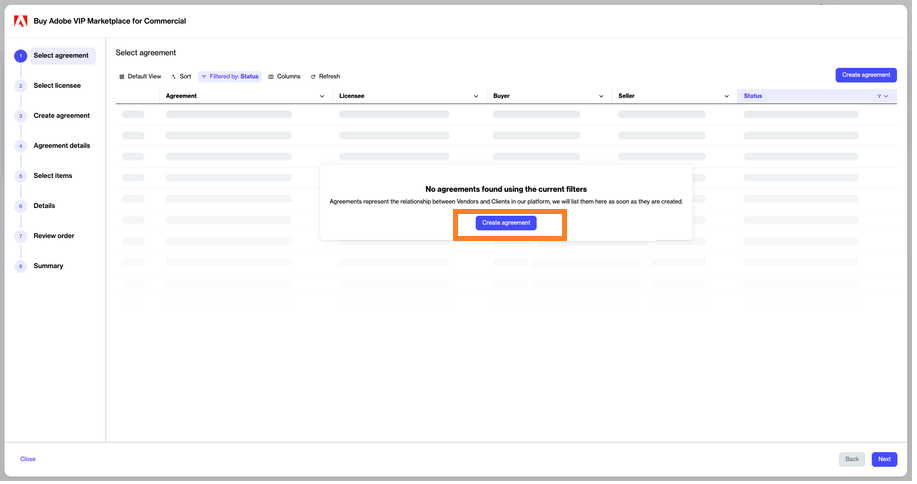 Buy Adobe VIP Marketplace for Commercial
1 Select agreement
2 Select licensee
3 Create agreement
4 Agreement details
5 Select items
6 Details
7 Review order
8 Summary
Select agreement
Default View Sort Filtered by: Status Columns Refresh Create agreement
Agreement Licensee Buyer Seller Status
No agreements found using the current filters
Agreements represent the relationship between Vendors and Clients in our platform, we will list them here as soon as they are created.
Create agreement
Close Back Next